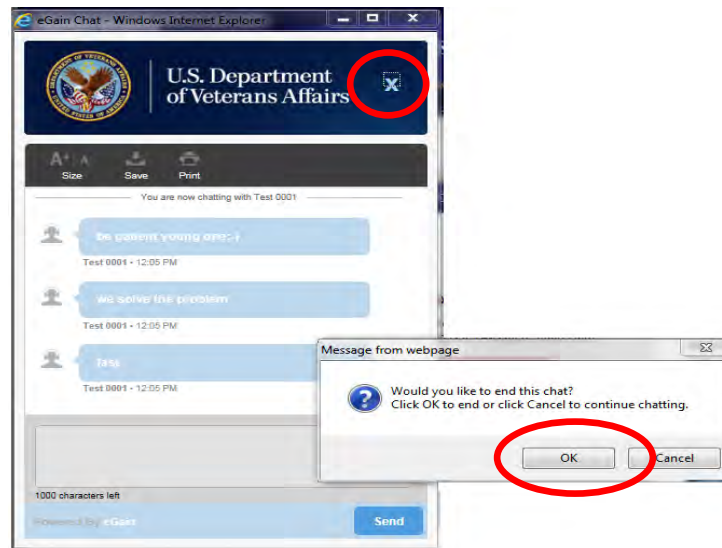 eGain Chat - Windows Internet Explorer
U.S. Department
of Veterans Affairs
x
A+ A
Size Save Print
You are now chatting with Test 0001
be patient young one:-)
Test 0001 - 12:05 PM
we solve the problem
Test 0001 - 12:05 PM
Test 0001 - 12:05 PM
Message from webpage
Would you like to end this chat?
Click OK to end or click Cancel to continue chatting.
OK Cancel
1000 characters left
Powered by eGain
Send